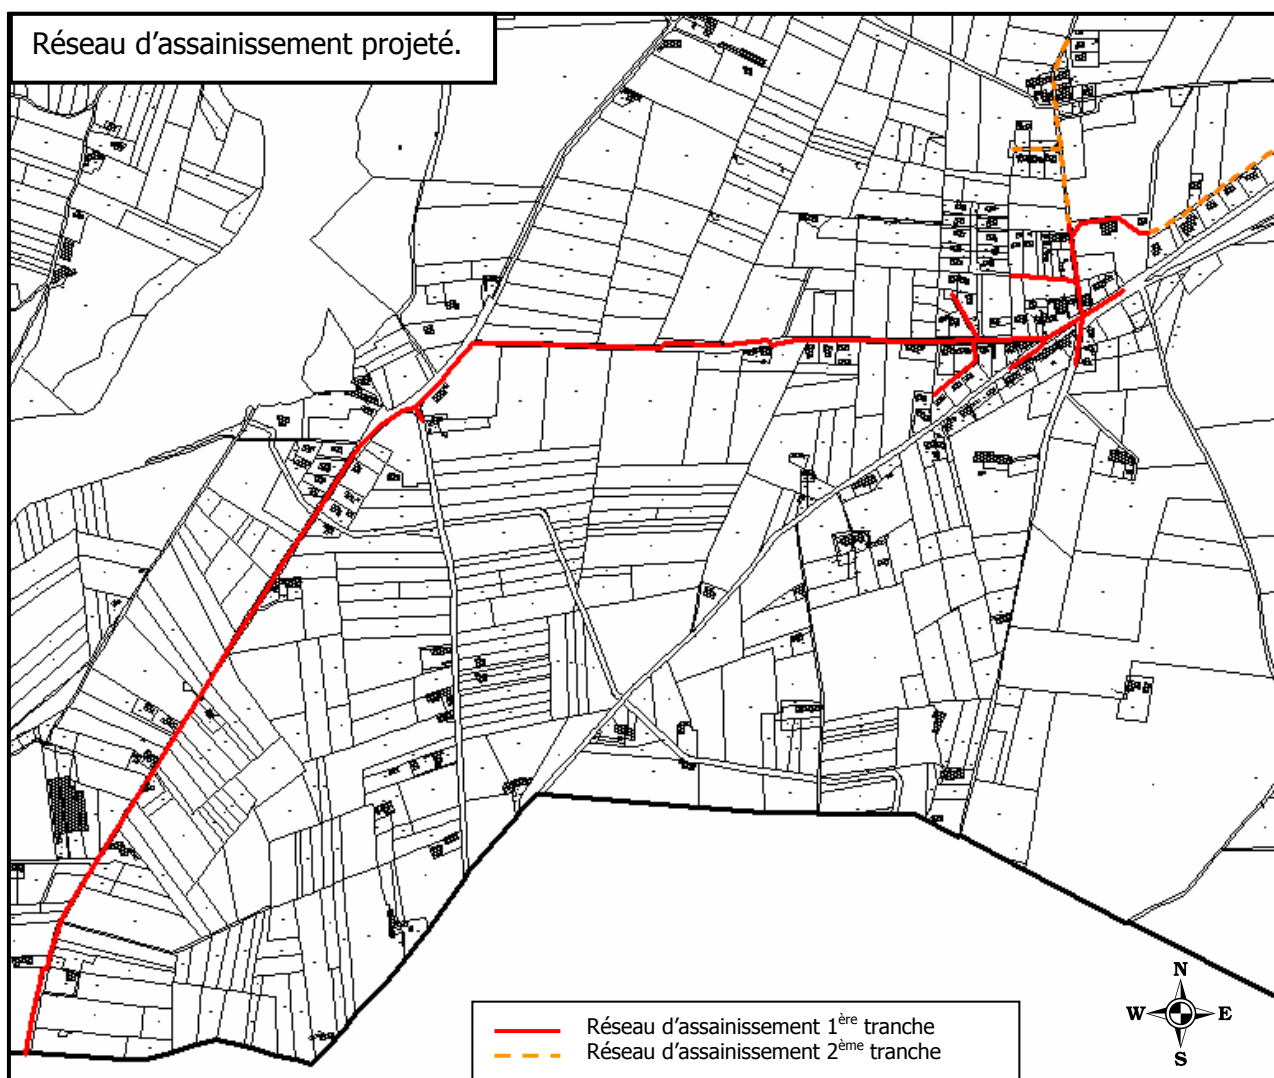 Réseau d’assainissement projeté.
N
W E
S
Réseau d’assainissement 1ère tranche
Réseau d’assainissement 2ème tranche